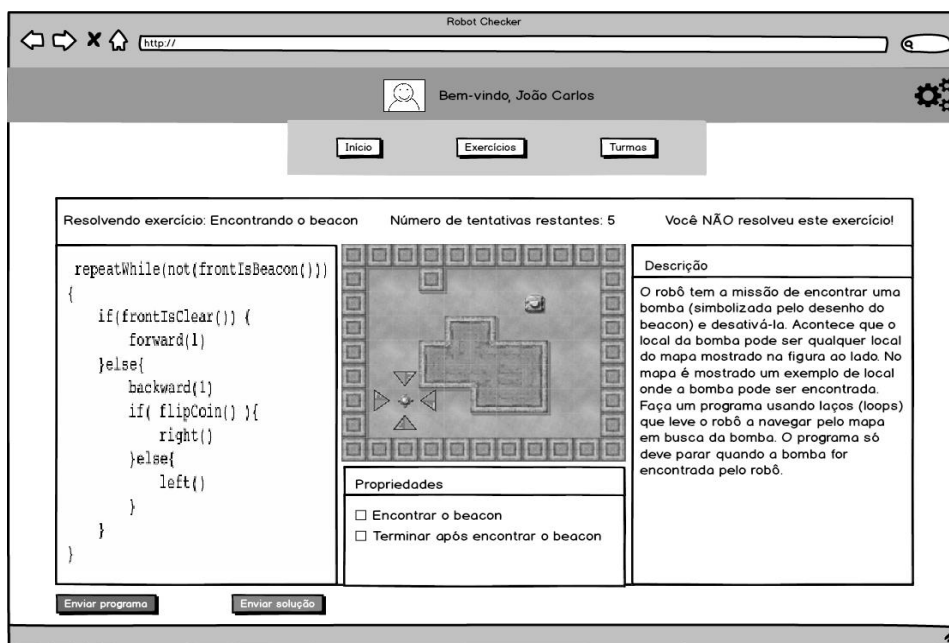 Robot Checker
http://
Bem-vindo, João Carlos
Início
Exercícios
Turmas
Resolvendo exercício: Encontrando o beacon
Número de tentativas restantes: 5
Você NÃO resolveu este exercício!
repeatWhile(not(frontIsBeacon()))
{
if(frontIsClear()) {
forward(1)
}else{
backward(1)
if( flipCoin() ){
right()
}else{
left()
}
}
}
Propriedades
Encontrar o beacon
Terminar após encontrar o beacon
Descrição
O robô tem a missão de encontrar uma
bomba (simbolizada pelo desenho do
beacon) e desativá-la. Acontece que o
local da bomba pode ser qualquer local
do mapa mostrado na figura ao lado. No
mapa é mostrado um exemplo de local
onde a bomba pode ser encontrada.
Faça um programa usando laços (loops)
que leve o robô a navegar pelo mapa
em busca da bomba. O programa só
deve parar quando a bomba for
encontrada pelo robô.
Enviar programa
Enviar solução